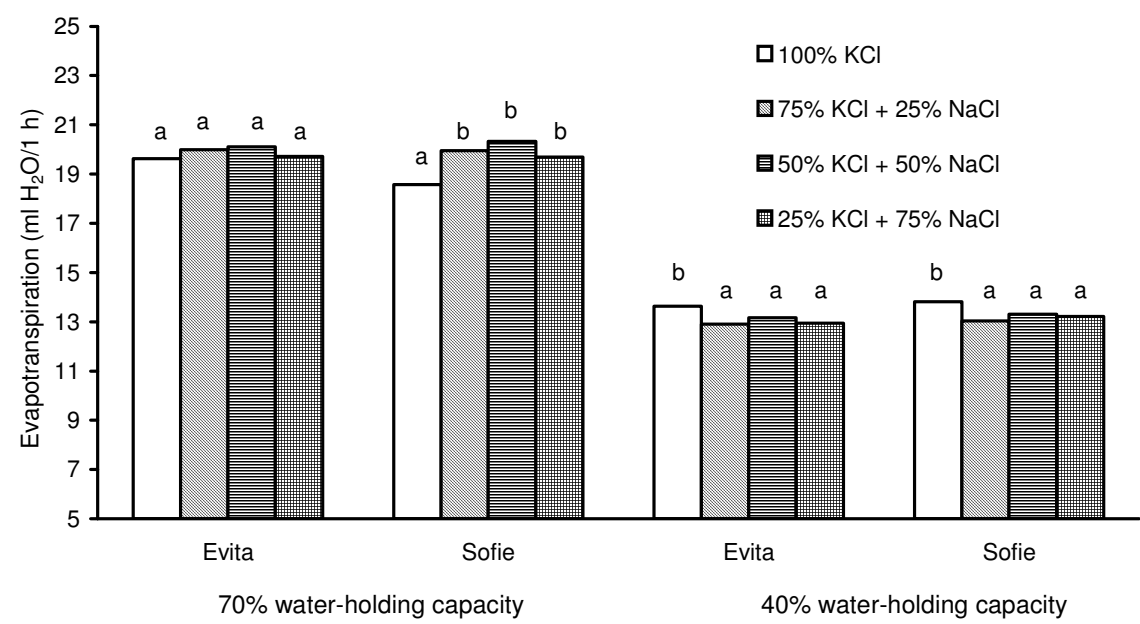 25
23
21
19
17
15
13
11
9
7
5
Evapotranspiration (ml H₂O/1 h)
100% KCl
75% KCl + 25% NaCl
50% KCl + 50% NaCl
25% KCl + 75% NaCl
a a a a
a b b b
b a a a
b a a a
Evita Sofie Evita Sofie
70% water-holding capacity 40% water-holding capacity